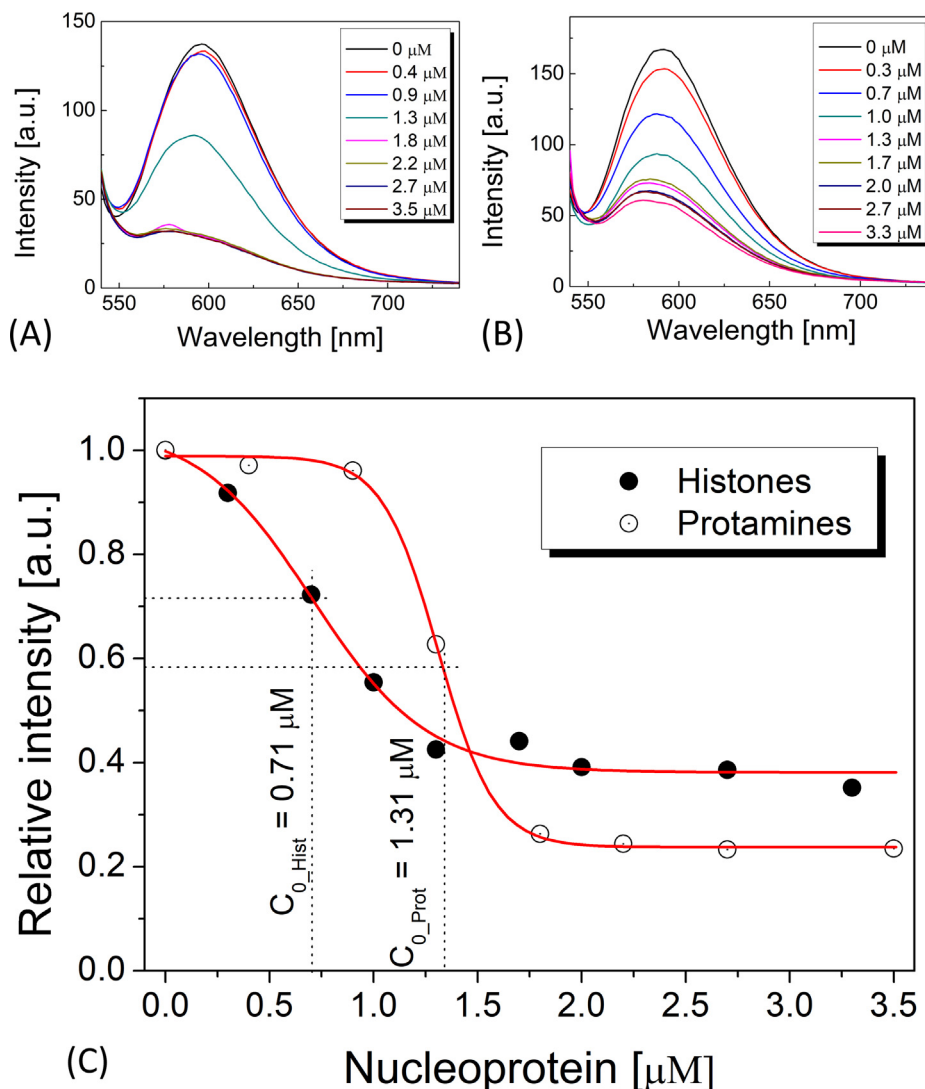 150
100
50
0
Intensity [a.u.]
0 μM
0.4 μM
0.9 μM
1.3 μM
1.8 μM
2.2 μM
2.7 μM
3.5 μM
550 600 650 700
Wavelength [nm]
(A)
150
100
50
0
Intensity [a.u.]
0 μM
0.3 μM
0.7 μM
1.0 μM
1.3 μM
1.7 μM
2.0 μM
2.7 μM
3.3 μM
550 600 650 700
Wavelength [nm]
(B)
1.0
0.8
0.6
0.4
0.2
0.0
Relative intensity [a.u.]
Histones
Protamines
C0_Hist = 0.71 μM
C0_Prot = 1.31 μM
0.0 0.5 1.0 1.5 2.0 2.5 3.0 3.5
Nucleoprotein [μM]
(C)